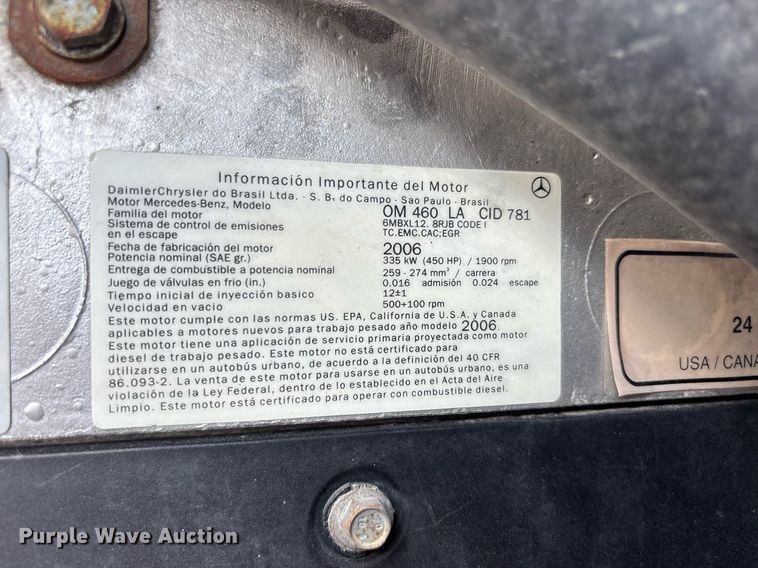 Información Importante del Motor
DaimlerChrysler do Brasil Ltda. - S. B. do Campo - Sao Paulo - Brasil
Motor Mercedes-Benz, Modelo OM 460 LA CID 781
Familia del motor 6MBXL12.8RJB CODE I
Sistema de control de emisiones TC.EMC.CAC;EGR
en el escape
Fecha de fabricación del motor 2006
Potencia nominal (SAE gr.) 335 kW (450 HP) / 1900 rpm
Entrega de combustible a potencia nominal 259 - 274 mm³ / carrera
Juego de válvulas en frio (in.) 0.016 admisión 0.024 escape
Tiempo inicial de inyección basico 12±1
Velocidad en vacio 500+100 rpm
Este motor cumple con las normas US. EPA, California de U.S.A. y Canada
aplicables a motores nuevos para trabajo pesado año modelo 2006.
Este motor tiene una aplicación de servicio primaria proyectada como motor
diesel de trabajo pesado. Este motor no está certificado para
utilizarse en un autobús urbano, de acuerdo a la definición del 40 CFR
86.093-2. La venta de este motor para usarse en un autobús urbano, es una
violación de la Ley Federal, dentro de lo establecido en el Acta del Aire
Limpio. Este motor está certificado para operar con combustible diesel.
24
USA / CANA
Purple Wave Auction